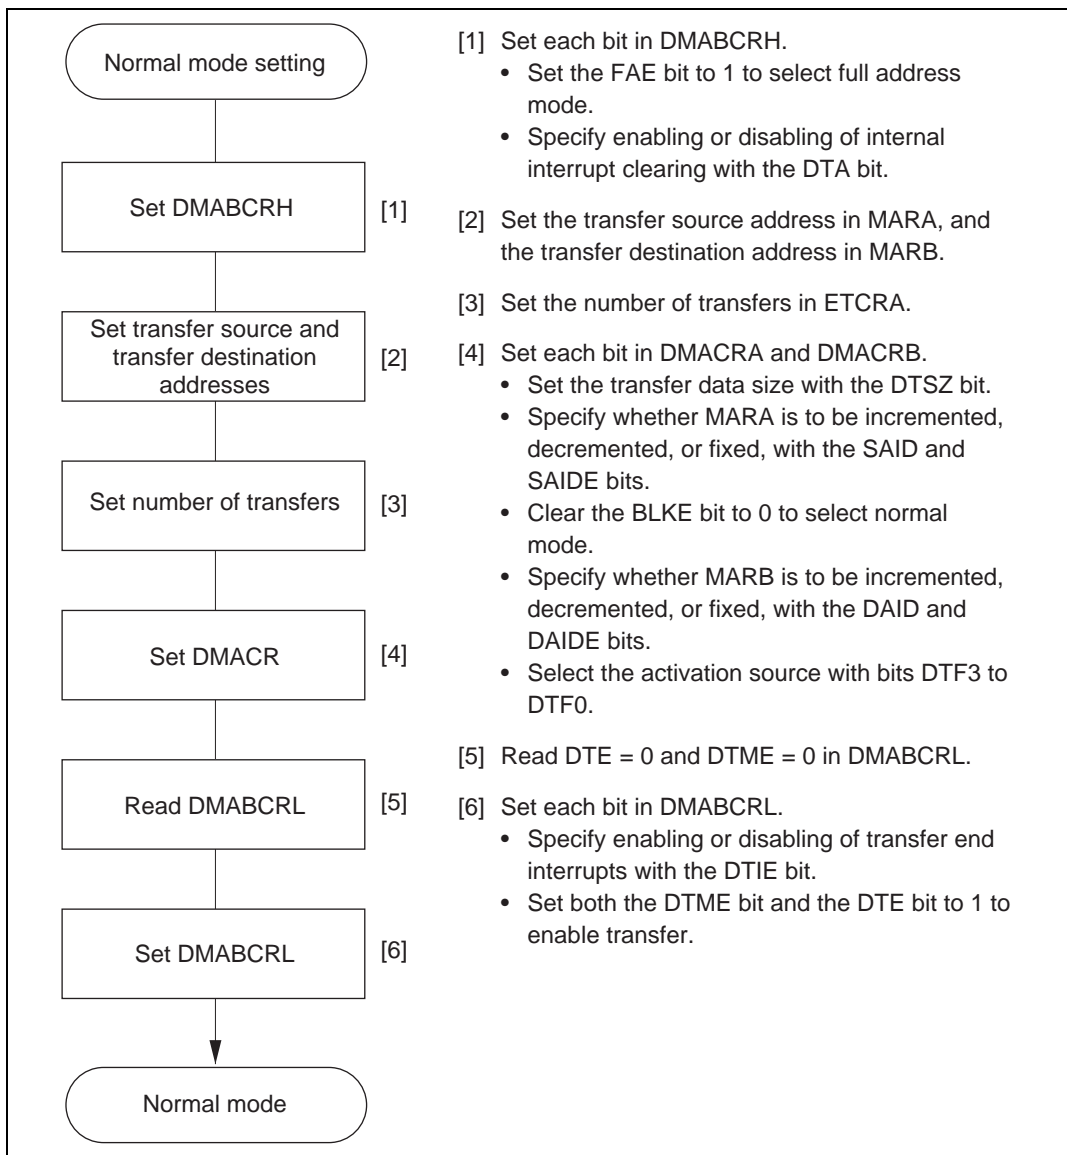 Normal mode setting
Set DMABCRH
[1]
Set transfer source and
transfer destination
addresses
[2]
Set number of transfers
[3]
Set DMACR
[4]
Read DMABCRL
[5]
Set DMABCRL
[6]
Normal mode
[1] Set each bit in DMABCRH.
• Set the FAE bit to 1 to select full address
mode.
• Specify enabling or disabling of internal
interrupt clearing with the DTA bit.
[2] Set the transfer source address in MARA, and
the transfer destination address in MARB.
[3] Set the number of transfers in ETCRA.
[4] Set each bit in DMACRA and DMACRB.
• Set the transfer data size with the DTSZ bit.
• Specify whether MARA is to be incremented,
decremented, or fixed, with the SAID and
SAIDE bits.
• Clear the BLKE bit to 0 to select normal
mode.
• Specify whether MARB is to be incremented,
decremented, or fixed, with the DAID and
DAIDE bits.
• Select the activation source with bits DTF3 to
DTF0.
[5] Read DTE = 0 and DTME = 0 in DMABCRL.
[6] Set each bit in DMABCRL.
• Specify enabling or disabling of transfer end
interrupts with the DTIE bit.
• Set both the DTME bit and the DTE bit to 1 to
enable transfer.